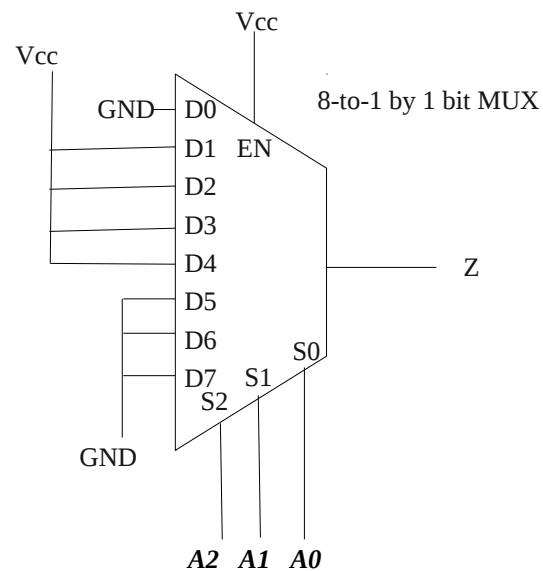 Vcc
Vcc
8-to-1 by 1 bit MUX
GND D0
D1 EN
D2
D3
D4
Z
D5
D6
S0
D7 S1
S2
GND
A2 A1 A0